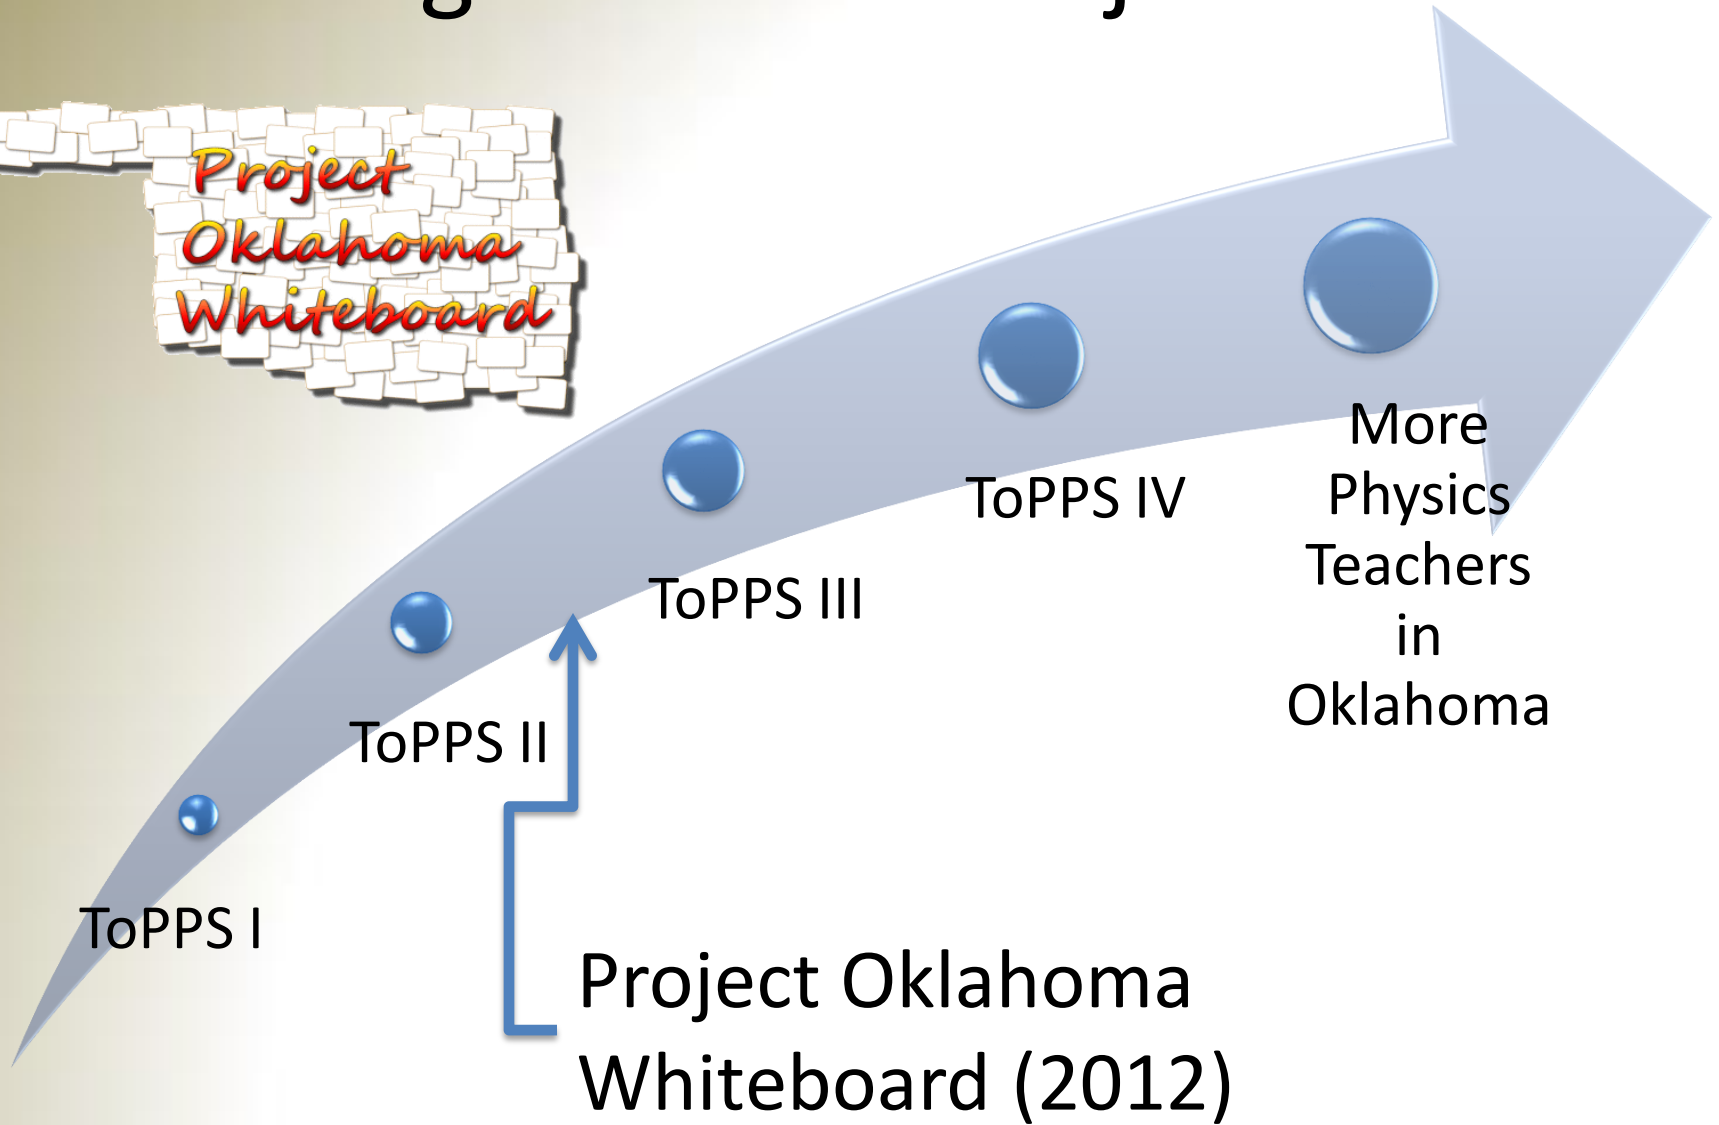 Project
Oklahoma
Whiteboard
ToPPS I
ToPPS II
ToPPS III
ToPPS IV
More
Physics
Teachers
in
Oklahoma
Project Oklahoma
Whiteboard (2012)